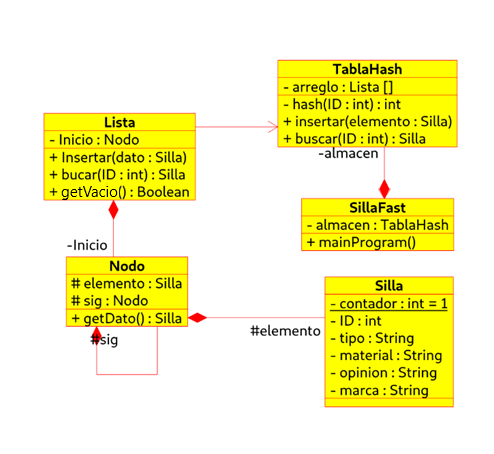 TablaHash
- arreglo : Lista []
- hash(ID : int) : int
+ insertar(elemento : Silla)
+ buscar(ID : int) : Silla
Lista
- Inicio : Nodo
+ Insertar(dato : Silla)
+ bucar(ID : int) : Silla
+ getVacio() : Boolean
-almacen
SillaFast
- almacen : TablaHash
+ mainProgram()
-Inicio
Nodo
# elemento : Silla
# sig : Nodo
+ getDato() : Silla
#sig
#elemento
Silla
- contador : int = 1
- ID : int
- tipo : String
- material : String
- opinion : String
- marca : String